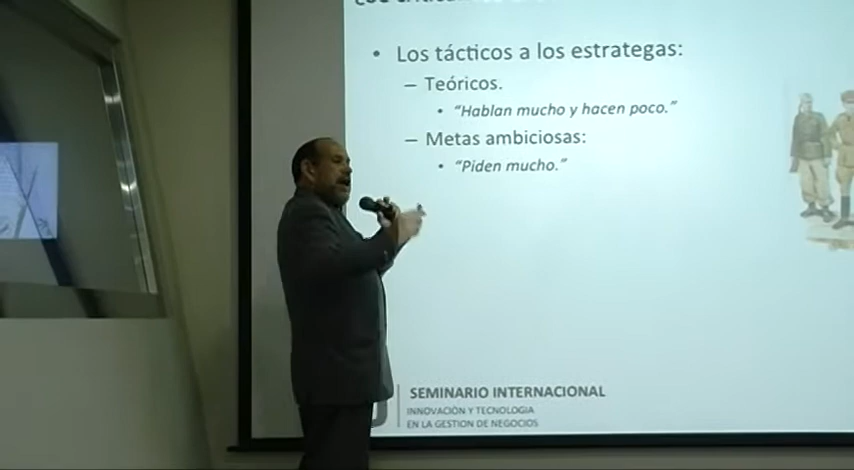 • Los tácticos a los estrategas:
– Teóricos.
• “Hablan mucho y hacen poco.”
– Metas ambiciosas:
• “Piden mucho.”
SEMINARIO INTERNACIONAL
INNOVACIÓN Y TECNOLOGIA
EN LA GESTION DE NEGOCIOS